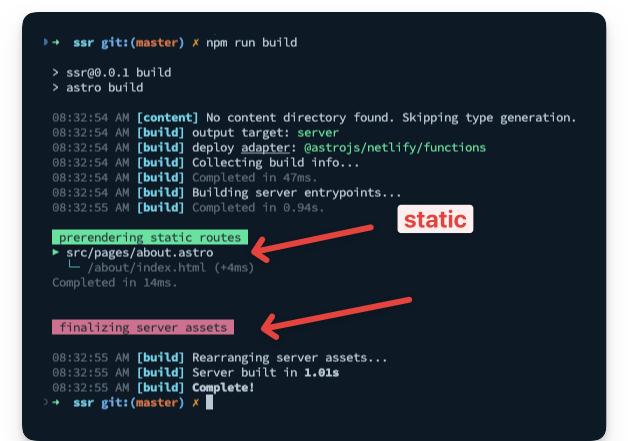 ➜ ssr git:(master) ✗ npm run build
> ssr@0.0.1 build
> astro build
08:32:54 AM [content] No content directory found. Skipping type generation.
08:32:54 AM [build] output target: server
08:32:54 AM [build] deploy adapter: @astrojs/netlify/functions
08:32:54 AM [build] Collecting build info...
08:32:54 AM [build] Completed in 47ms.
08:32:54 AM [build] Building server entrypoints...
08:32:55 AM [build] Completed in 0.94s.
static
prerendering static routes
▶ src/pages/about.astro
└─ /about/index.html (+4ms)
Completed in 14ms.
finalizing server assets
08:32:55 AM [build] Rearranging server assets...
08:32:55 AM [build] Server built in 1.01s
08:32:55 AM [build] Complete!
➜ ssr git:(master) ✗